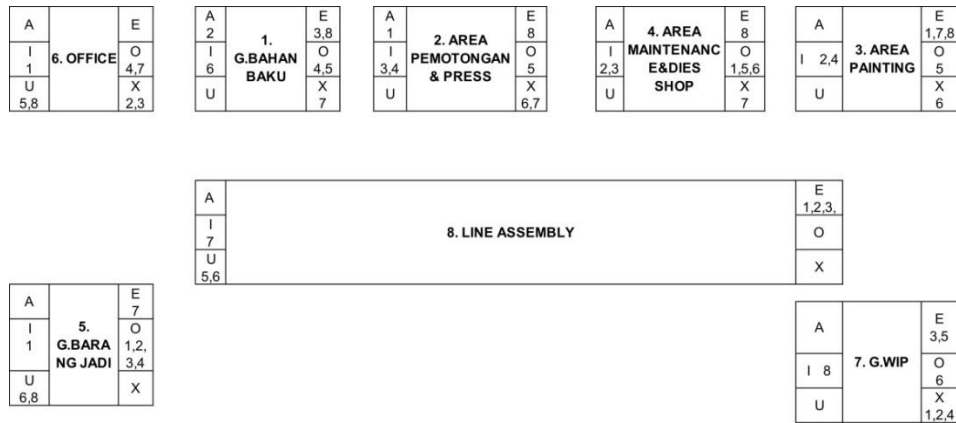 A
I
1
U
5,8
6. OFFICE
E
O
4,7
X
2,3
A
2
I
6
U
1.
G.BAHAN
BAKU
E
3,8
O
4,5
X
7
A
1
I
3,4
U
2. AREA
PEMOTONGAN
& PRESS
E
8
O
5
X
6,7
A
I
2,3
U
4. AREA
MAINTENANC
E&DIES
SHOP
E
8
O
1,5,6
X
7
A
I 2,4
U
3. AREA
PAINTING
E
1,7,8
O
5
X
6
A
I
7
U
5,6
8. LINE ASSEMBLY
E
1,2,3,
O
X
A
I
1
U
6,8
5.
G.BARA
NG JADI
E
7
O
1,2,
3,4
X
A
I 8
U
7. G.WIP
E
3,5
O
6
X
1,2,4